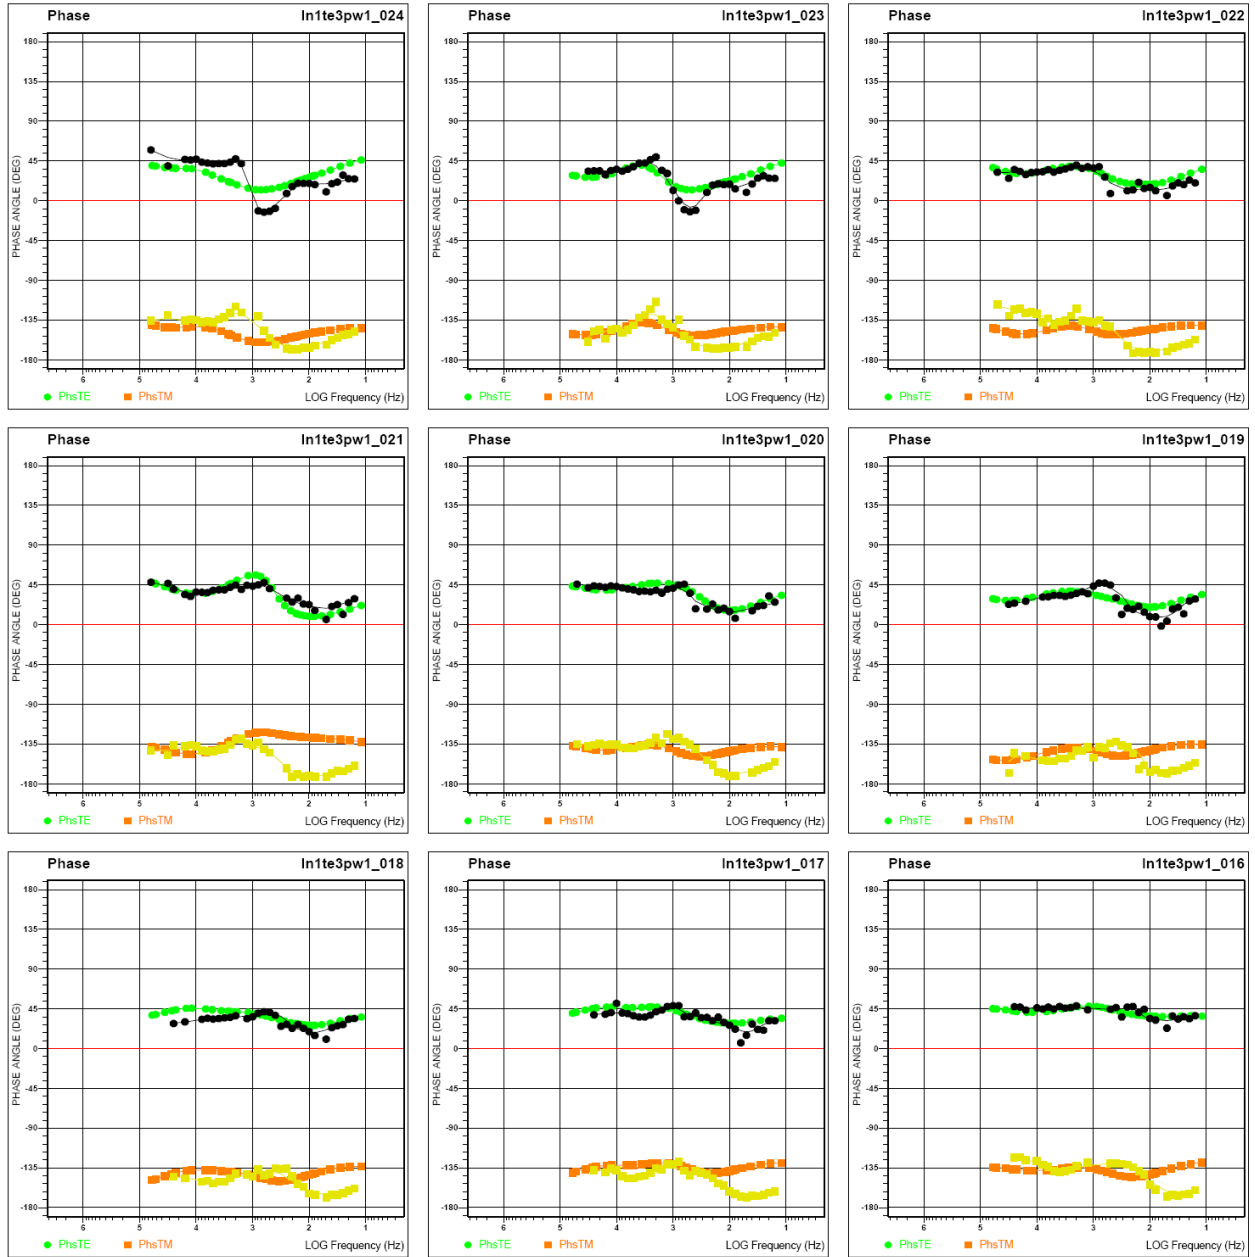 Phase In1te3pw1_024
180
135
90
45
0
-45
-90
-135
-180
PHASE ANGLE (DEG)
6 5 4 3 2 1
PhsTE PhsTM LOG Frequency (Hz)
Phase In1te3pw1_023
180
135
90
45
0
-45
-90
-135
-180
PHASE ANGLE (DEG)
6 5 4 3 2 1
PhsTE PhsTM LOG Frequency (Hz)
Phase In1te3pw1_022
180
135
90
45
0
-45
-90
-135
-180
PHASE ANGLE (DEG)
6 5 4 3 2 1
PhsTE PhsTM LOG Frequency (Hz)
Phase In1te3pw1_021
180
135
90
45
0
-45
-90
-135
-180
PHASE ANGLE (DEG)
6 5 4 3 2 1
PhsTE PhsTM LOG Frequency (Hz)
Phase In1te3pw1_020
180
135
90
45
0
-45
-90
-135
-180
PHASE ANGLE (DEG)
6 5 4 3 2 1
PhsTE PhsTM LOG Frequency (Hz)
Phase In1te3pw1_019
180
135
90
45
0
-45
-90
-135
-180
PHASE ANGLE (DEG)
6 5 4 3 2 1
PhsTE PhsTM LOG Frequency (Hz)
Phase In1te3pw1_018
180
135
90
45
0
-45
-90
-135
-180
PHASE ANGLE (DEG)
6 5 4 3 2 1
PhsTE PhsTM LOG Frequency (Hz)
Phase In1te3pw1_017
180
135
90
45
0
-45
-90
-135
-180
PHASE ANGLE (DEG)
6 5 4 3 2 1
PhsTE PhsTM LOG Frequency (Hz)
Phase In1te3pw1_016
180
135
90
45
0
-45
-90
-135
-180
PHASE ANGLE (DEG)
6 5 4 3 2 1
PhsTE PhsTM LOG Frequency (Hz)